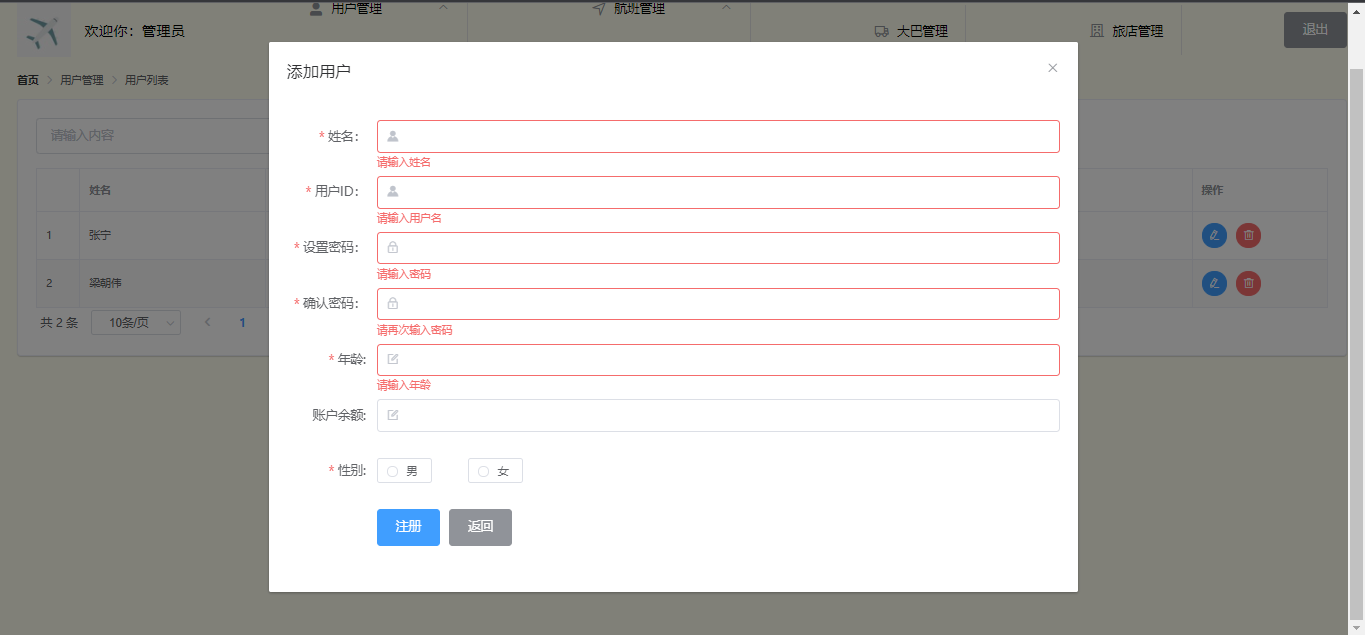 用户管理
航班管理
欢迎你：管理员
大巴管理
旅店管理
退出
首页 > 用户管理 > 用户列表
请输入内容
姓名
操作
1 张宁
2 梁朝伟
共 2 条 10条/页 < 1
添加用户 ×
* 姓名:
请输入姓名
* 用户ID:
请输入用户名
* 设置密码:
请输入密码
* 确认密码:
请再次输入密码
* 年龄:
请输入年龄
账户余额:
* 性别: 男 女
注册 返回